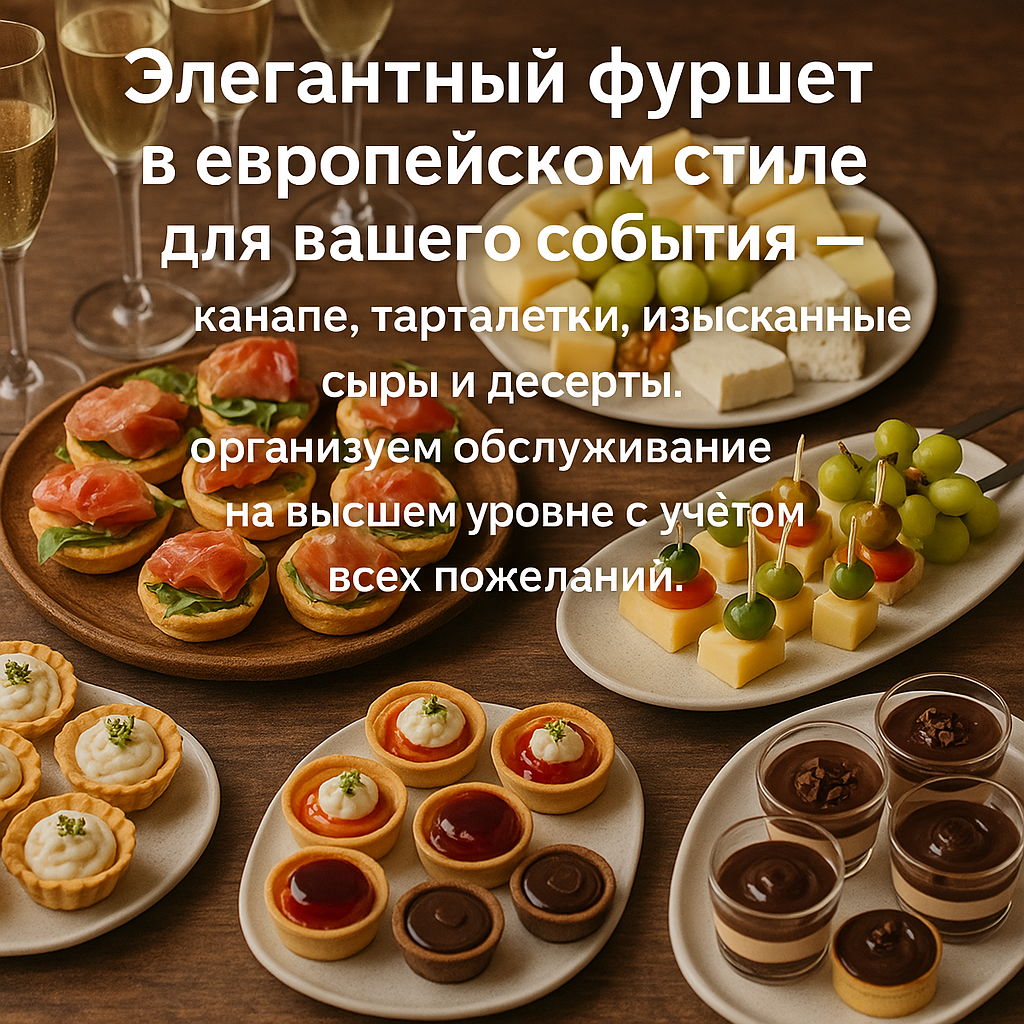 Элегантный фуршет
в европейском стиле
для вашего события —
канапе, тарталетки, изысканные
сыры и десерты.
организуем обслуживание
на высшем уровне с учѐтом
всех пожеланий.